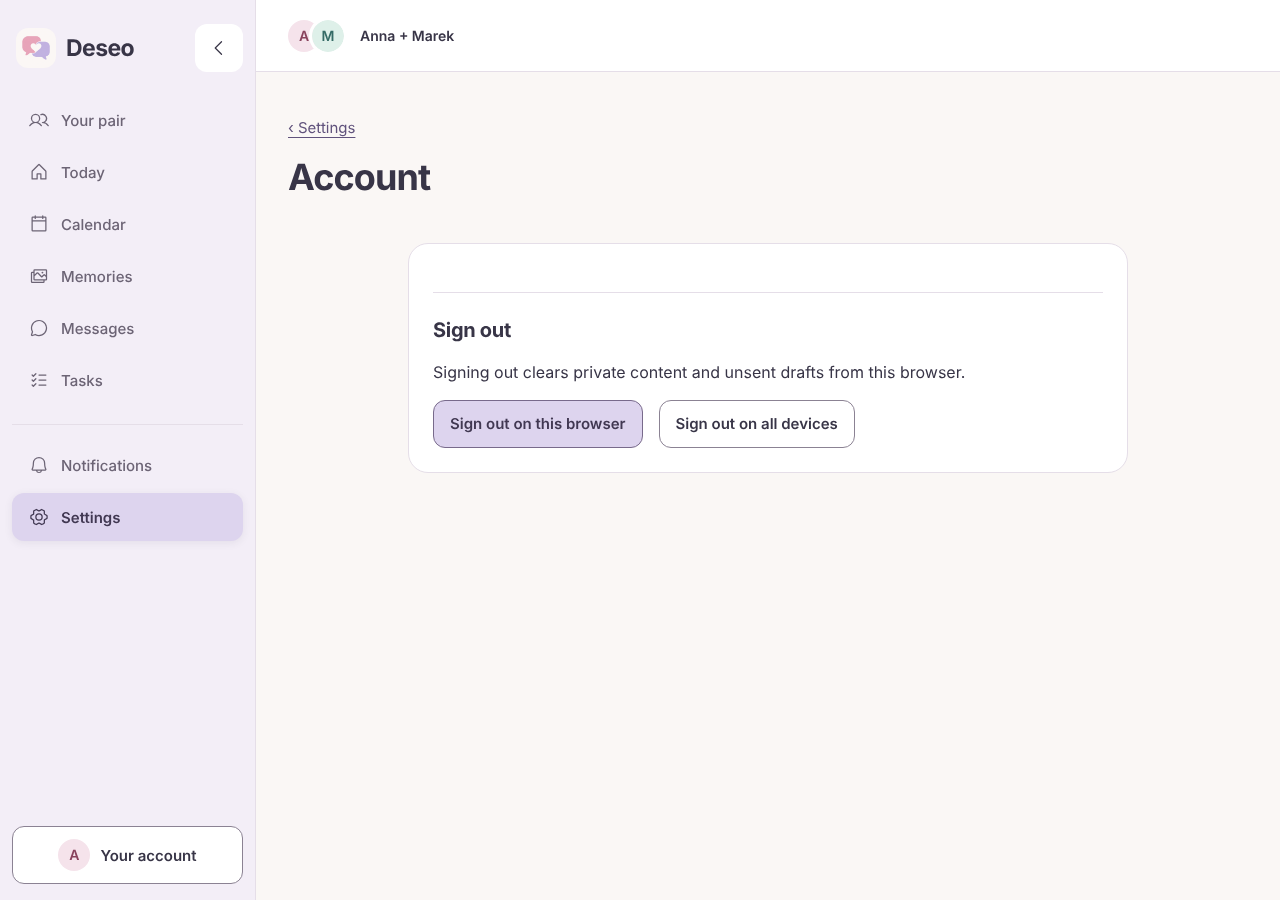 Deseo
Your pair
Today
Calendar
Memories
Messages
Tasks
Notifications
Settings
A Your account
A M Anna + Marek
‹ Settings
Account
Sign out
Signing out clears private content and unsent drafts from this browser.
Sign out on this browser
Sign out on all devices